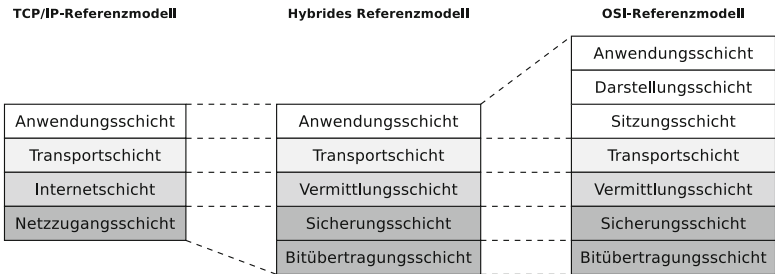 TCP/IP-Referenzmodell
Hybrides Referenzmodell
OSI-Referenzmodell
Anwendungsschicht
Transportschicht
Internetschicht
Netzzugangsschicht
Anwendungsschicht
Transportschicht
Vermittlungsschicht
Sicherungsschicht
Bitübertragungsschicht
Anwendungsschicht
Darstellungsschicht
Sitzungsschicht
Transportschicht
Vermittlungsschicht
Sicherungsschicht
Bitübertragungsschicht